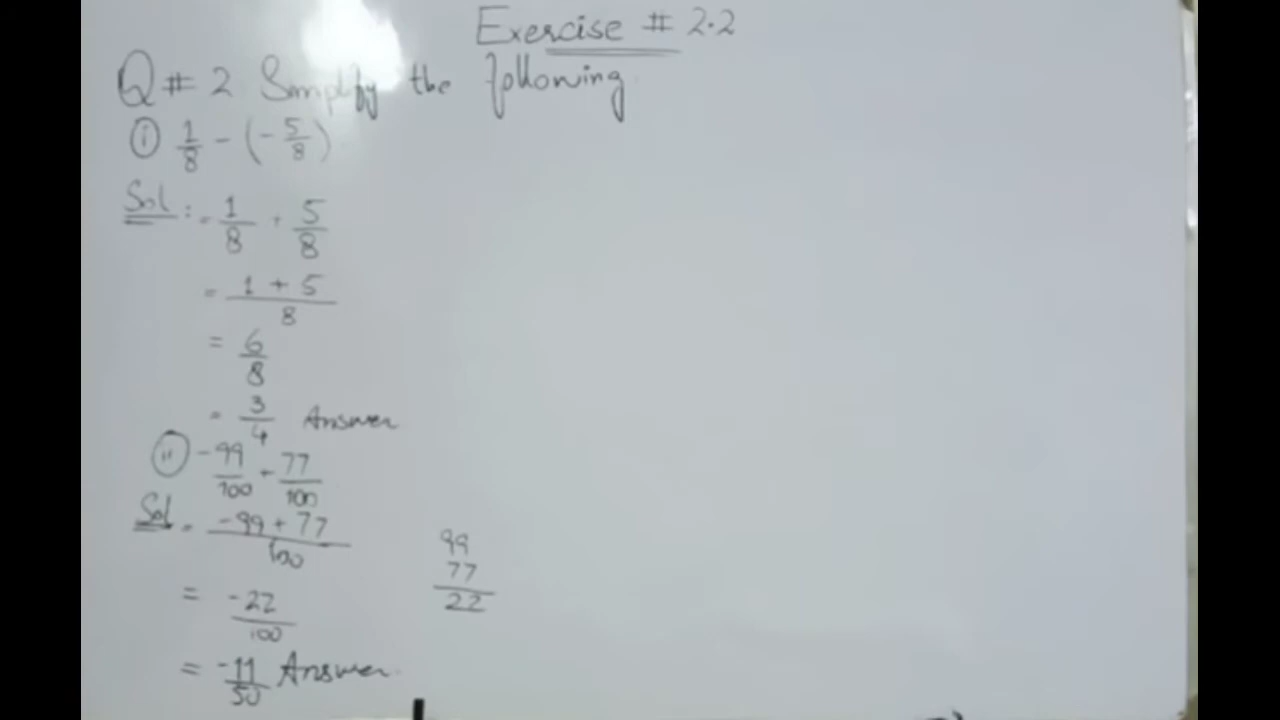 Exercise # 2.2
Q # 2 Simplify the following
(i) 1/8 - (-5/8)
Sol: = 1/8 + 5/8
= 1 + 5 / 8
= 6/8
= 3/4 Answer
(ii) -99/100 + 77/100
Sol = -99 + 77 / 100
= -22/100
= -11/50 Answer.
99
77
22